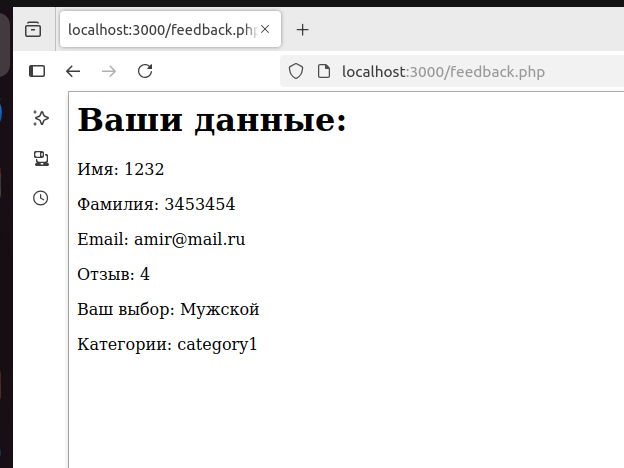 localhost:3000/feedback.php
localhost:3000/feedback.php
Ваши данные:
Имя: 1232
Фамилия: 3453454
Email: amir@mail.ru
Отзыв: 4
Ваш выбор: Мужской
Категории: category1